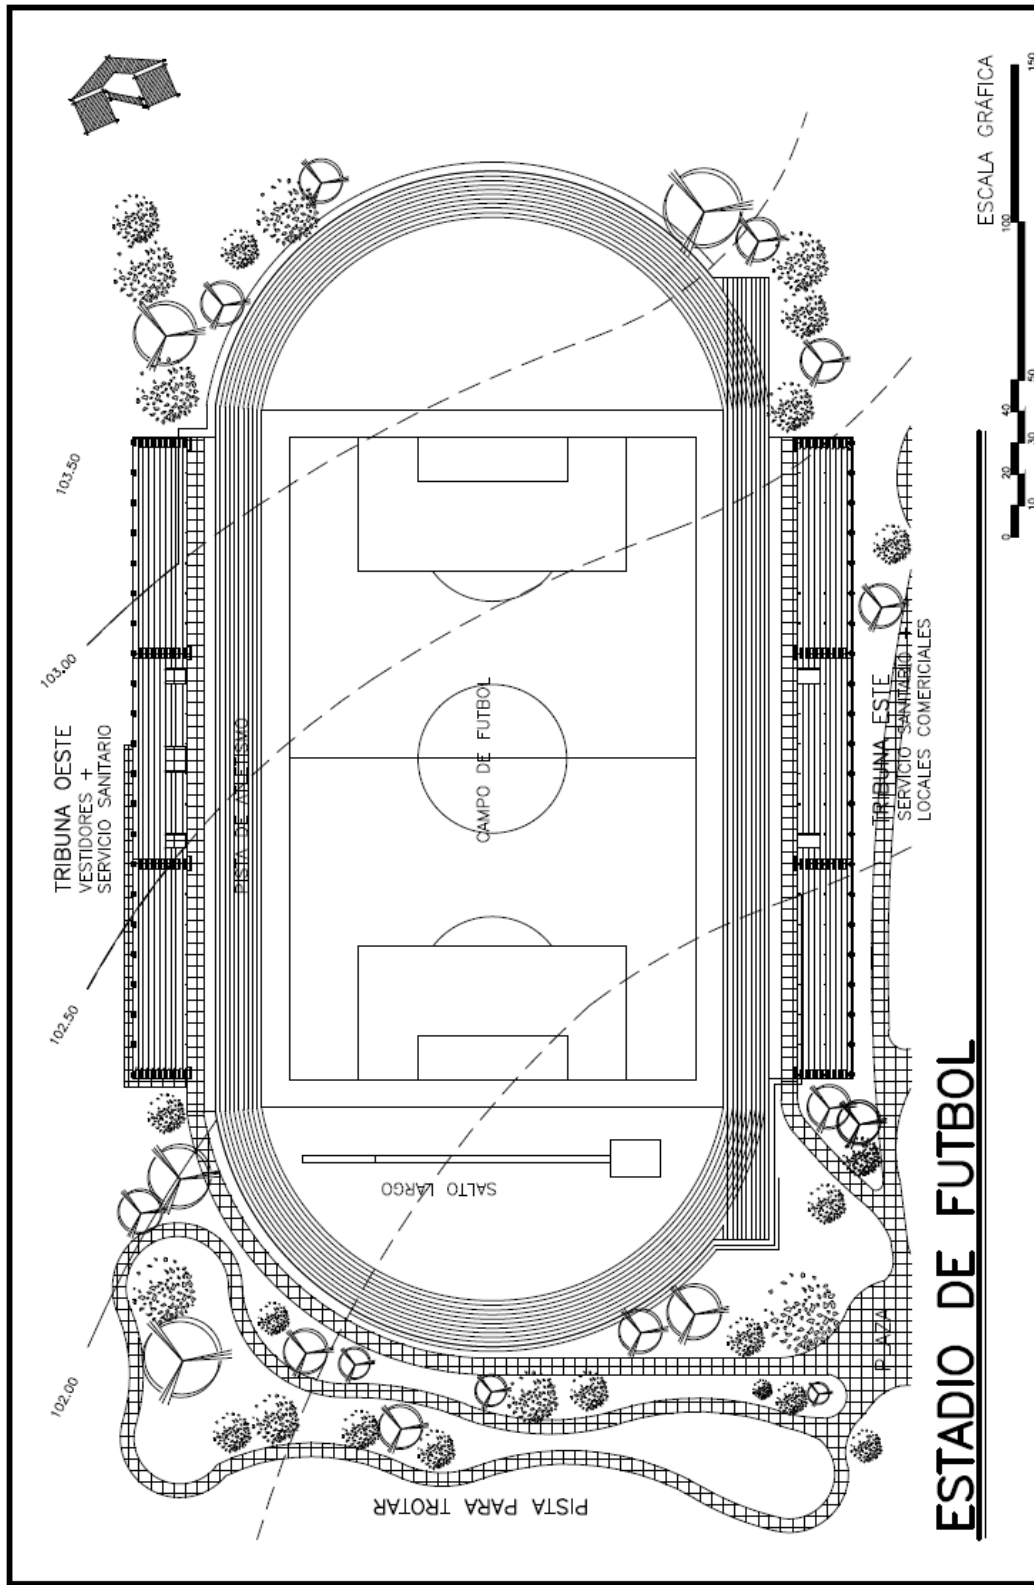 ESCALA GRÁFICA
0
10
20
30
40
50
100
150
103.50
103.00
102.50
102.00
TRIBUNA OESTE
VESTIDORES +
SERVICIO SANITARIO
PISTA DE ATLETISMO
CAMPO DE FUTBOL
TRIBUNA ESTE
SERVICIO SANITARIO +
LOCALES COMERICIALES
SALTO LARGO
PISTA PARA TROTAR
PLAZA
ESTADIO DE FUTBOL